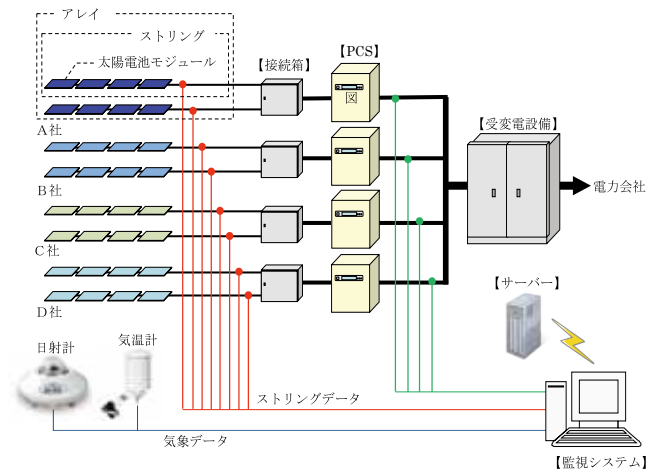 アレイ
ストリング
太陽電池モジュール
【接続箱】
【PCS】
図
【受変電設備】
A社
B社
電力会社
C社
D社
【サーバー】
日射計
気温計
ストリングデータ
気象データ
【監視システム】